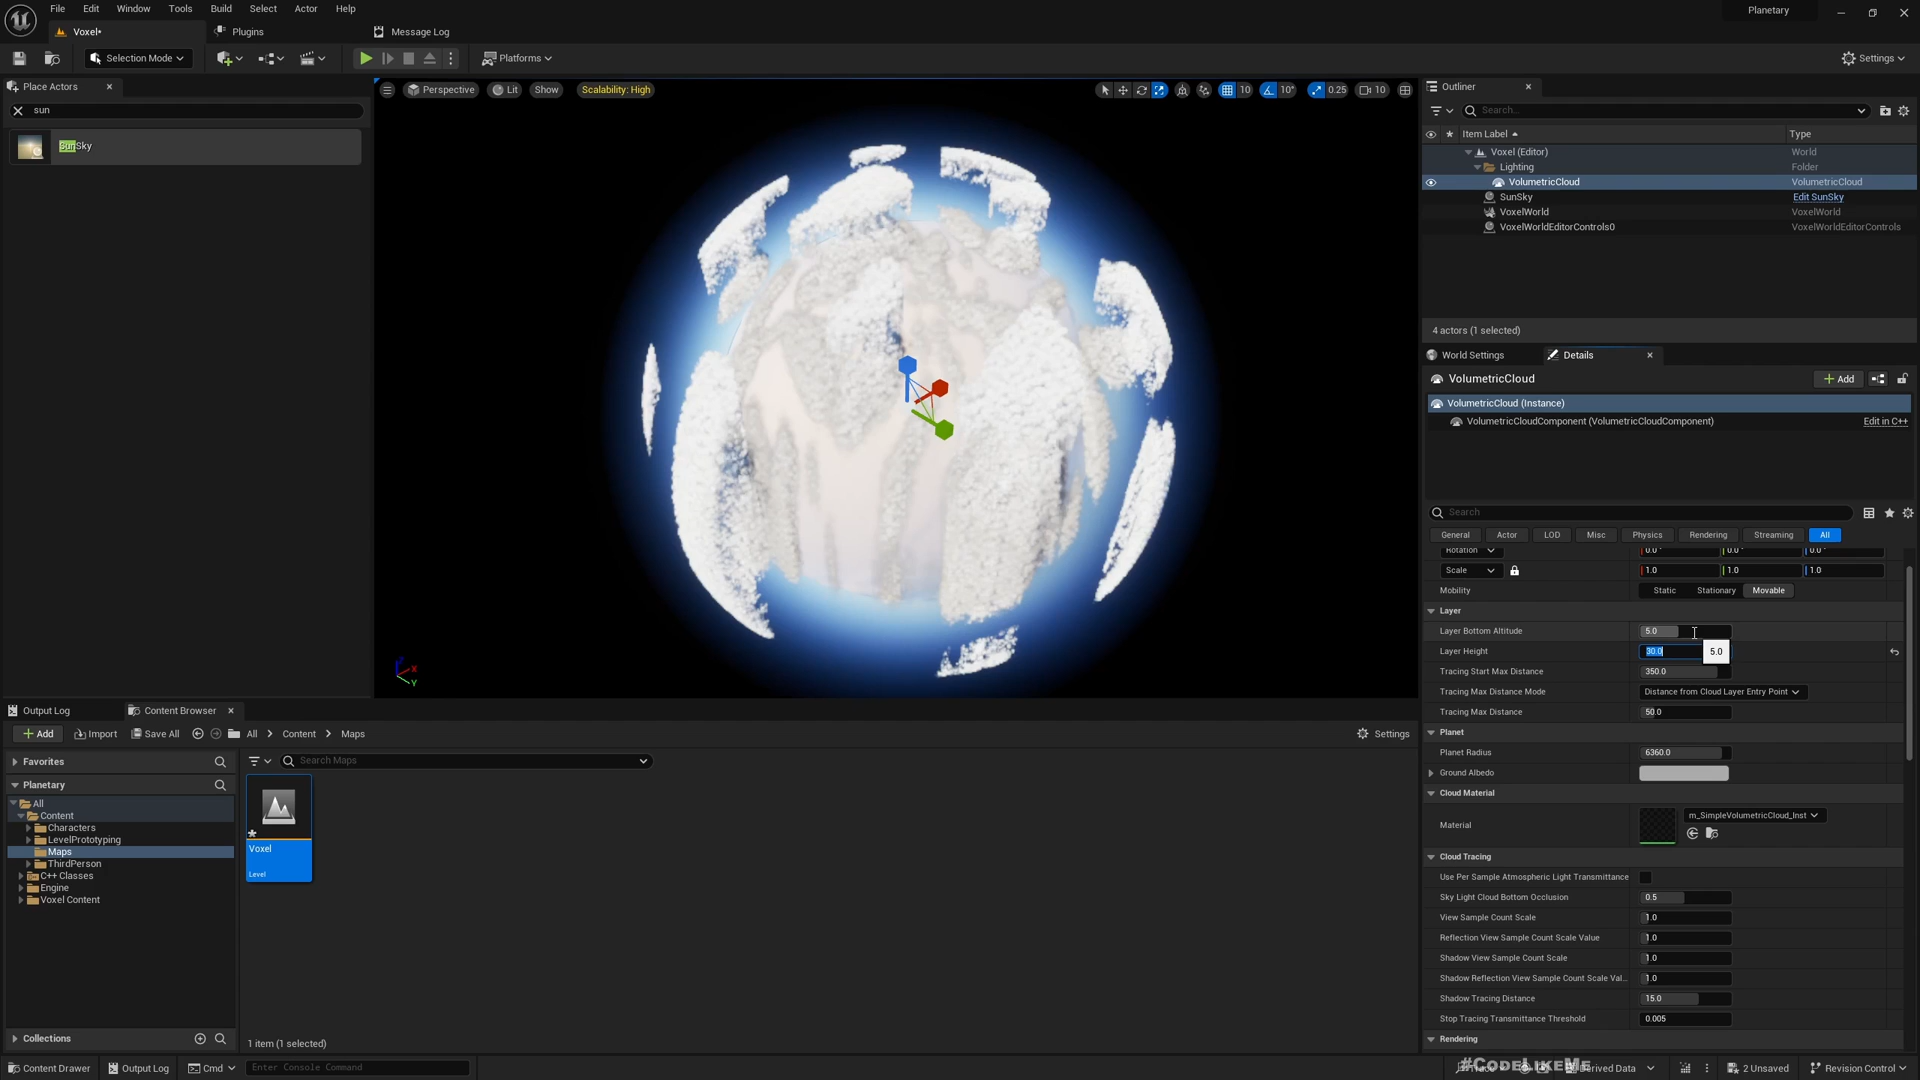 File Edit Window Tools Build Select Actor Help
Planetary
Voxel*
Plugins
Message Log
Selection Mode
Platforms
Settings
Place Actors
sun
SunSky
Perspective
Lit
Show
Scalability: High
10
10°
0.25
10
Outliner
Search...
Item Label
Type
Voxel (Editor) World
Lighting Folder
VolumetricCloud VolumetricCloud
SunSky Edit SunSky
VoxelWorld VoxelWorld
VoxelWorldEditorControls0 VoxelWorldEditorControls
4 actors (1 selected)
World Settings
Details
VolumetricCloud
Add
VolumetricCloud (Instance)
VolumetricCloudComponent (VolumetricCloudComponent) Edit in C++
Search
General Actor LOD Misc Physics Rendering Streaming All
Rotation 0.0° 0.0° 0.0°
Scale 1.0 1.0 1.0
Mobility Static Stationary Movable
Layer
Layer Bottom Altitude 5.0
Layer Height 30.0 5.0
Tracing Start Max Distance 350.0
Tracing Max Distance Mode Distance from Cloud Layer Entry Point
Tracing Max Distance 50.0
Planet
Planet Radius 6360.0
Ground Albedo
Cloud Material
Material m_SimpleVolumetricCloud_Inst
Cloud Tracing
Use Per Sample Atmospheric Light Transmittance
Sky Light Cloud Bottom Occlusion 0.5
View Sample Count Scale 1.0
Reflection View Sample Count Scale Value 1.0
Shadow View Sample Count Scale 1.0
Shadow Reflection View Sample Count Scale Val... 1.0
Shadow Tracing Distance 15.0
Stop Tracing Transmittance Threshold 0.005
Rendering
X
Y
Output Log
Content Browser
Add
Import
Save All
All > Content > Maps
Settings
Favorites
Search Maps
Planetary
All
Content
Characters
LevelPrototyping
Maps
ThirdPerson
C++ Classes
Engine
Voxel Content
Voxel
Level
Collections
1 item (1 selected)
Content Drawer
Output Log
Cmd
Enter Console Command
#CodeLikeMe
Derived Data
2 Unsaved
Revision Control